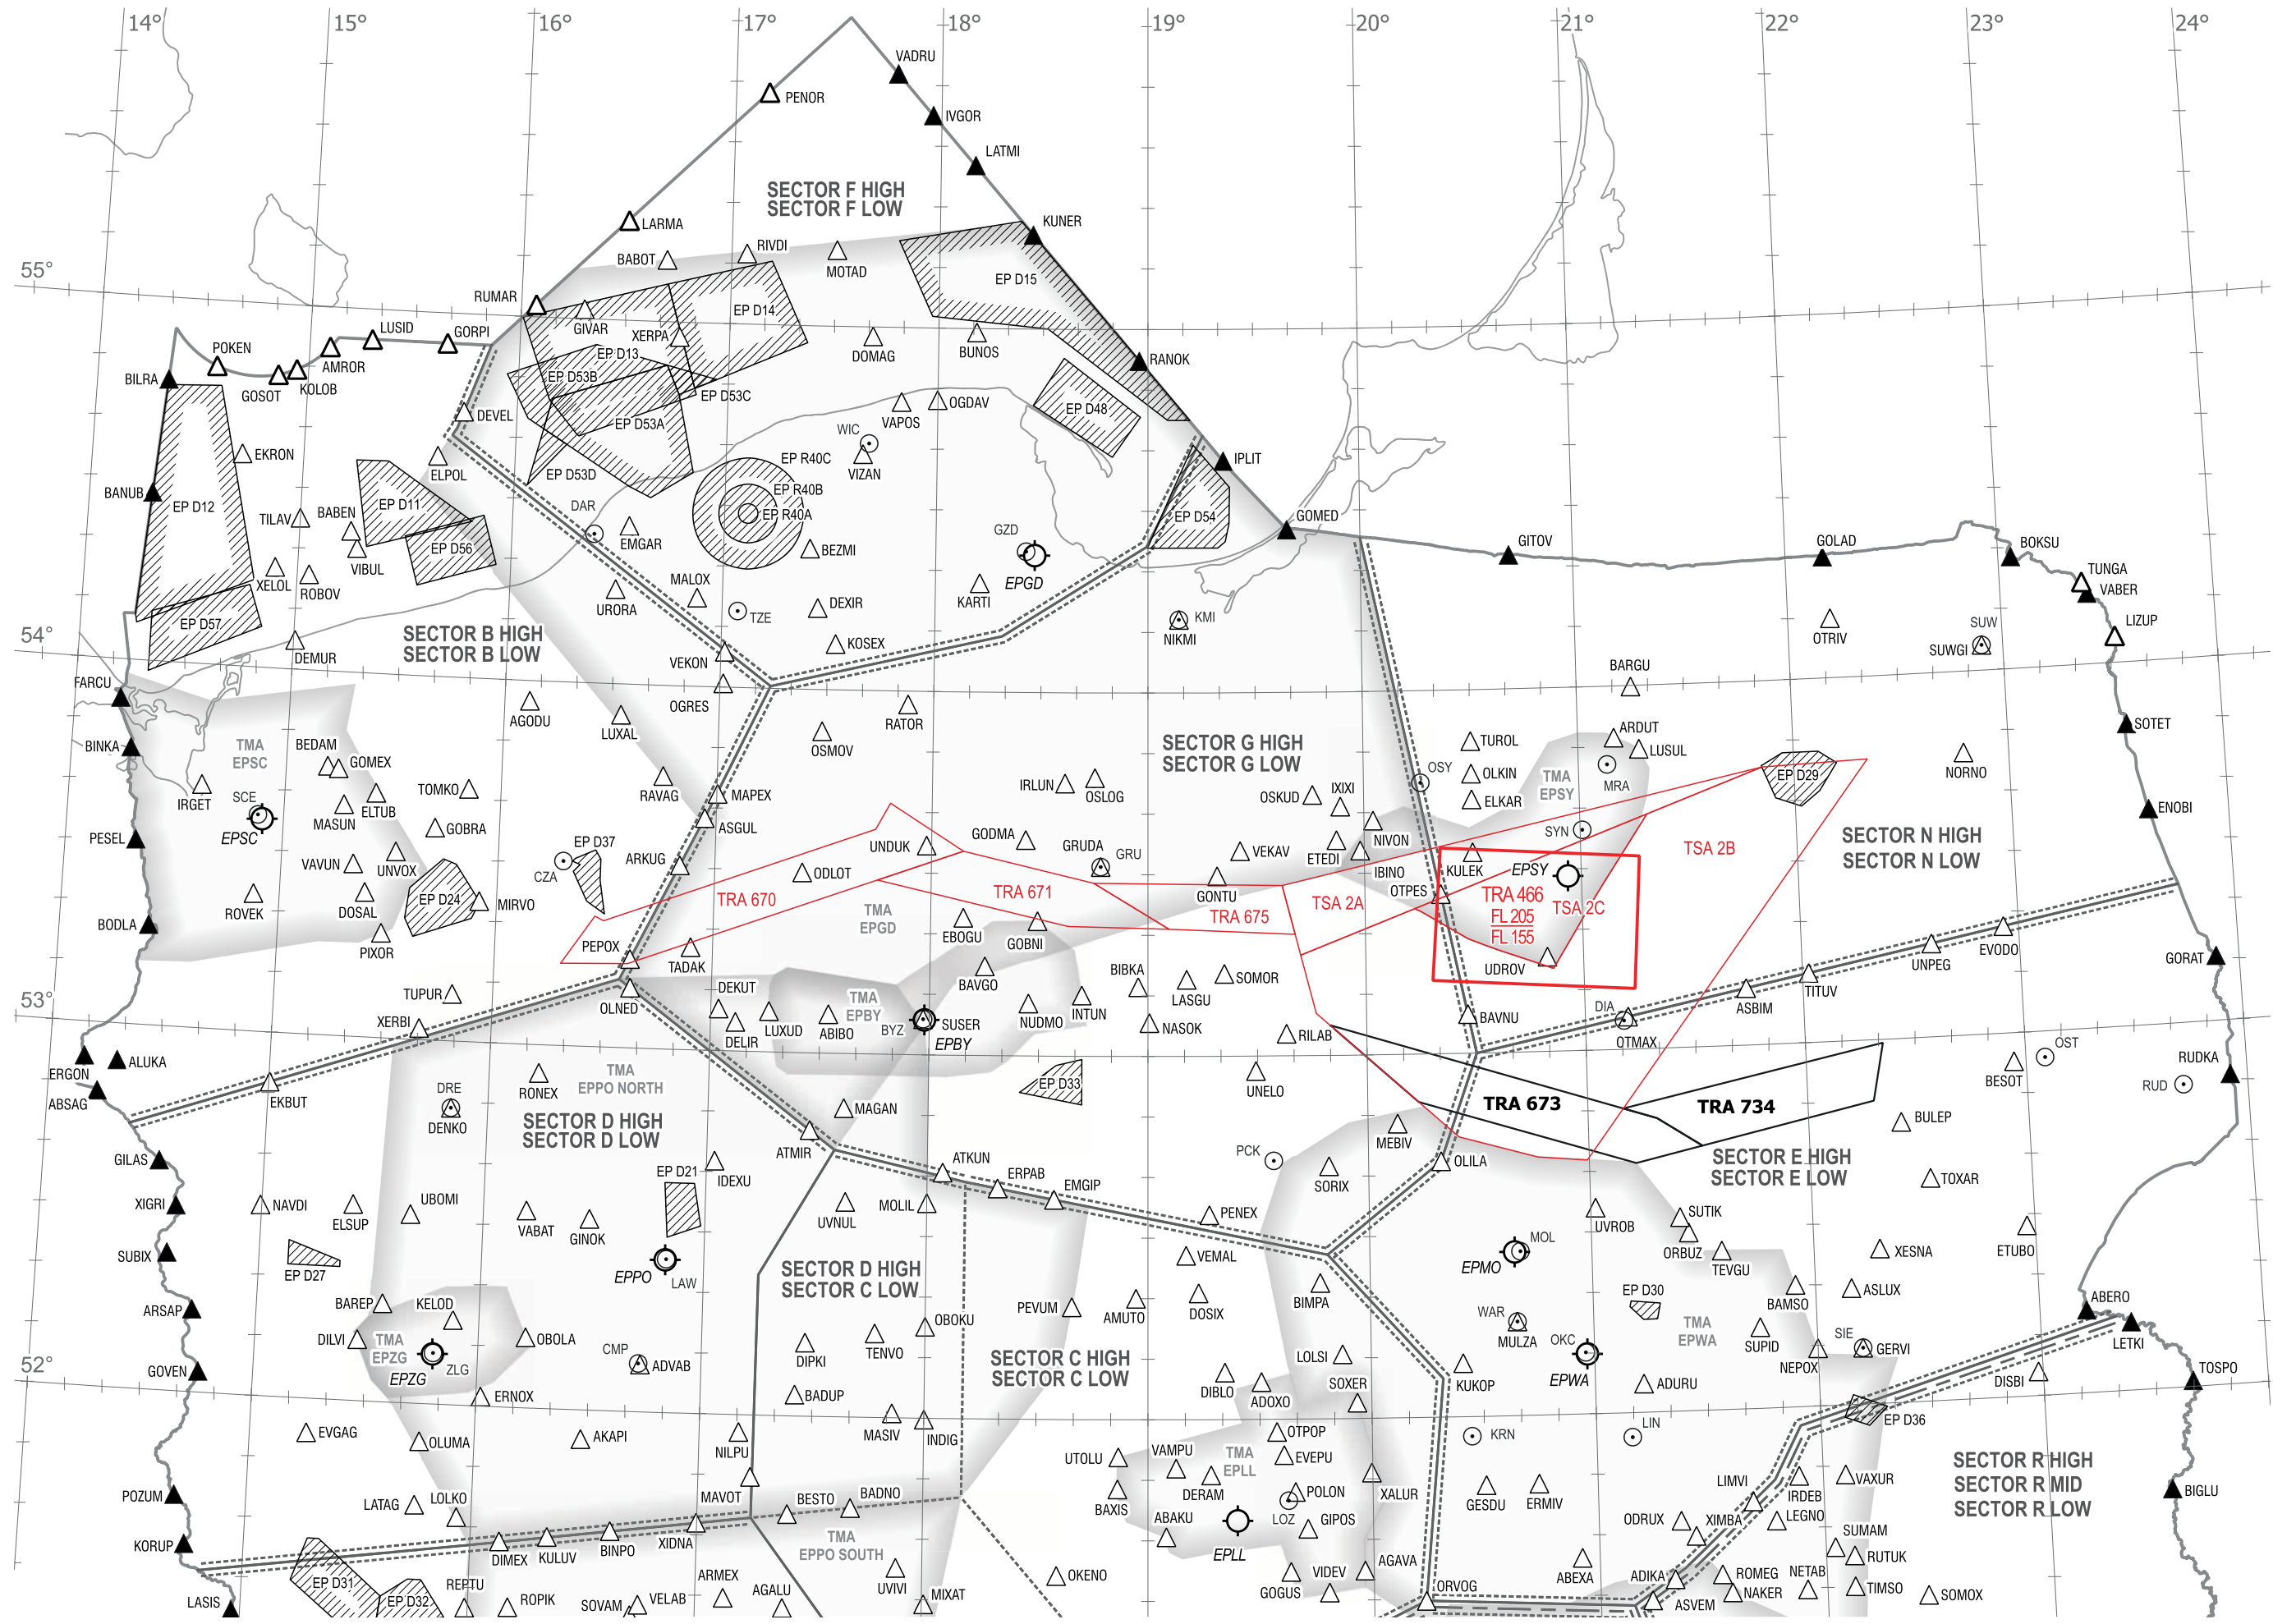 14°
15°
16°
17°
18°
19°
20°
21°
22°
23°
24°
VADRU
PENOR
IVGOR
LATMI
SECTOR F HIGH
SECTOR F LOW
LARMA
KUNER
BABOT
RIVDI
MOTAD
55°
EP D15
RUMAR
GIVAR
XERPA
EP D14
LUSID
GORPI
POKEN
AMROR
BILRA
GOSOT
KOLOB
EP D13
DOMAG
BUNOS
RANOK
EP D53B
EP D53C
DEVEL
EP D53A
VAPOS
OGDAV
EP D48
WIC
EKRON
ELPOL
EP D53D
EP R40C
VIZAN
IPLIT
BANUB
EP D12
EP D11
DAR
EP R40B
EP R40A
TILAV
BABEN
EMGAR
EP D54
GOMED
GZD
BEZMI
EP D56
VIBUL
GITOV
GOLAD
BOKSU
TUNGA
VABER
XELOL
ROBOV
EPGD
MALOX
URORA
KARTI
TZE
DEXIR
EP D57
NIKMI
KMI
OTRIV
LIZUP
SUW
SUWGI
54°
SECTOR B HIGH
SECTOR B LOW
DEMUR
KOSEX
VEKON
BARGU
FARCU
OGRES
AGODU
LUXAL
RATOR
OSMOV
SOTET
BINKA
TMA
EPSC
BEDAM
GOMEX
SECTOR G HIGH
SECTOR G LOW
TUROL
ARDUT
LUSUL
NORNO
IRGET
SCE
EPSC
MASUN
ELTUB
TOMKO
RAVAG
MAPEX
IRLUN
OSLOG
OSKUD
IXIXI
OSY
OLKIN
TMA
EPSY
MRA
EP D29
ELKAR
ENOBI
GOBRA
ASGUL
NIVON
SYN
PESEL
VAVUN
UNVOX
EP D37
CZA
ARKUG
UNDUK
GODMA
GRUDA
GRU
VEKAV
ETEDI
IBINO
KULEK
EPSY
TSA 2B
SECTOR N HIGH
SECTOR N LOW
ODLOT
ROVEK
DOSAL
EP D24
MIRVO
TRA 670
TRA 671
GONTU
OTPES
TRA 466
FL 205
FL 155
TSA 2C
TSA 2A
TRA 675
TMA
EPGD
EBOGU
GOBNI
BODLA
PIXOR
PEPOX
TADAK
UDROV
UNPEG
EVODO
GORAT
BAVGO
BIBKA
LASGU
SOMOR
TUPUR
53°
OLNED
DEKUT
TMA
EPBY
LUXUD
ABIBO
DELIR
BYZ
SUSER
EPBY
NUDMO
INTUN
NASOK
RILAB
BAVNU
DIA
OTMAX
ASBIM
TITUV
XERBI
ALUKA
ERGON
ABSAG
EKBUT
DRE
DENKO
RONEX
TMA
EPPO NORTH
SECTOR D HIGH
SECTOR D LOW
MAGAN
EP D33
UNELO
TRA 673
TRA 734
BESOT
OST
RUDKA
RUD
BULEP
MEBIV
ATMIR
GILAS
PCK
OLILA
SECTOR E HIGH
SECTOR E LOW
ATKUN
ERPAB
EMGIP
EP D21
IDEXU
SORIX
TOXAR
XIGRI
NAVDI
ELSUP
UBOMI
VABAT
GINOK
UVNUL
MOLIL
PENEX
UVROB
SUTIK
ORBUZ
TEVGU
ETUBO
SUBIX
EP D27
EPPO
LAW
SECTOR D HIGH
SECTOR C LOW
VEMAL
MOL
EPMO
XESNA
ARSAP
BAREP
KELOD
DILVI
TMA
EPZG
EPZG
ZLG
OBOLA
CMP
ADVAB
OBOKU
PEVUM
AMUTO
DOSIX
BIMPA
EP D30
BAMSO
ASLUX
ABERO
LETKI
WAR
MULZA
TMA
EPWA
SUPID
NEPOX
SIE
GERVI
OKC
EPWA
DIPKI
TENVO
SECTOR C HIGH
SECTOR C LOW
LOLSI
KUKOP
ADURU
52°
GOVEN
ERNOX
BADUP
DIBLO
ADOXO
SOXER
DISBI
TOSPO
MASIV
INDIG
EP D36
EVGAG
OLUMA
AKAPI
NILPU
OTPOP
EVEPU
KRN
LIN
UTOLU
VAMPU
TMA
EPLL
DERAM
XALUR
SECTOR R HIGH
SECTOR R MID
SECTOR R LOW
LIMVI
VAXUR
POZUM
LATAG
LOLKO
MAVOT
BESTO
BADNO
BAXIS
POLON
LOZ
GIPOS
GESDU
ERMIV
IRDEB
LEGNO
BIGLU
ABAKU
EPLL
ODRUX
XIMBA
SUMAM
KORUP
DIMEX
KULUV
BINPO
XIDNA
TMA
EPPO SOUTH
RUTUK
EP D31
EP D32
REPTU
ROPIK
SOVAM
VELAB
ARMEX
AGALU
UVIVI
MIXAT
OKENO
GOGUS
VIDEV
AGAVA
ORVOG
ABEXA
ADIKA
ASVEM
ROMEG
NAKER
NETAB
TIMSO
SOMOX
LASIS